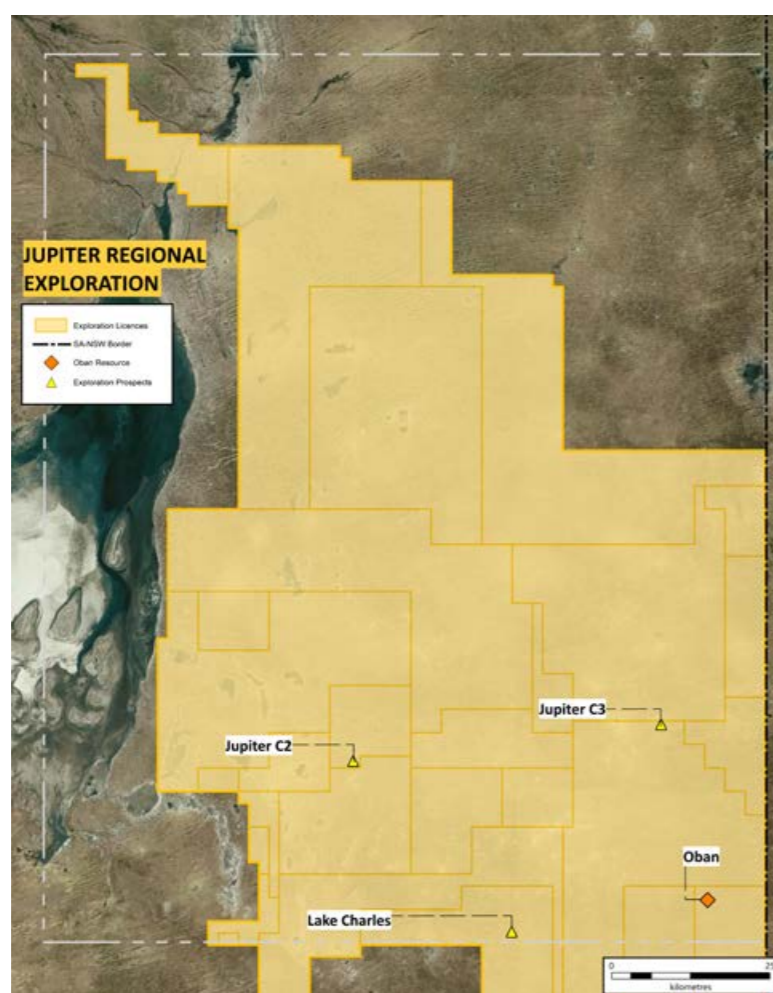 JUPITER REGIONAL
EXPLORATION
Exploration Licences
SA-NSW Border
Oban Resource
Exploration Prospects
Jupiter C3
Jupiter C2
Oban
Lake Charles
0
kilometres